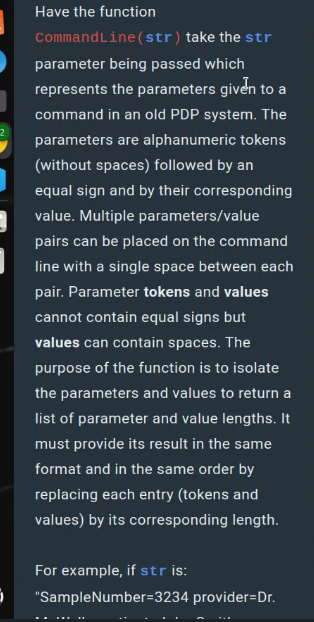 Have the function
CommandLine(str) take the str
parameter being passed which
represents the parameters given to a
command in an old PDP system. The
parameters are alphanumeric tokens
(without spaces) followed by an
equal sign and by their corresponding
value. Multiple parameters/value
pairs can be placed on the command
line with a single space between each
pair. Parameter tokens and values
cannot contain equal signs but
values can contain spaces. The
purpose of the function is to isolate
the parameters and values to return a
list of parameter and value lengths. It
must provide its result in the same
format and in the same order by
replacing each entry (tokens and
values) by its corresponding length.
For example, if str is:
"SampleNumber=3234 provider=Dr.